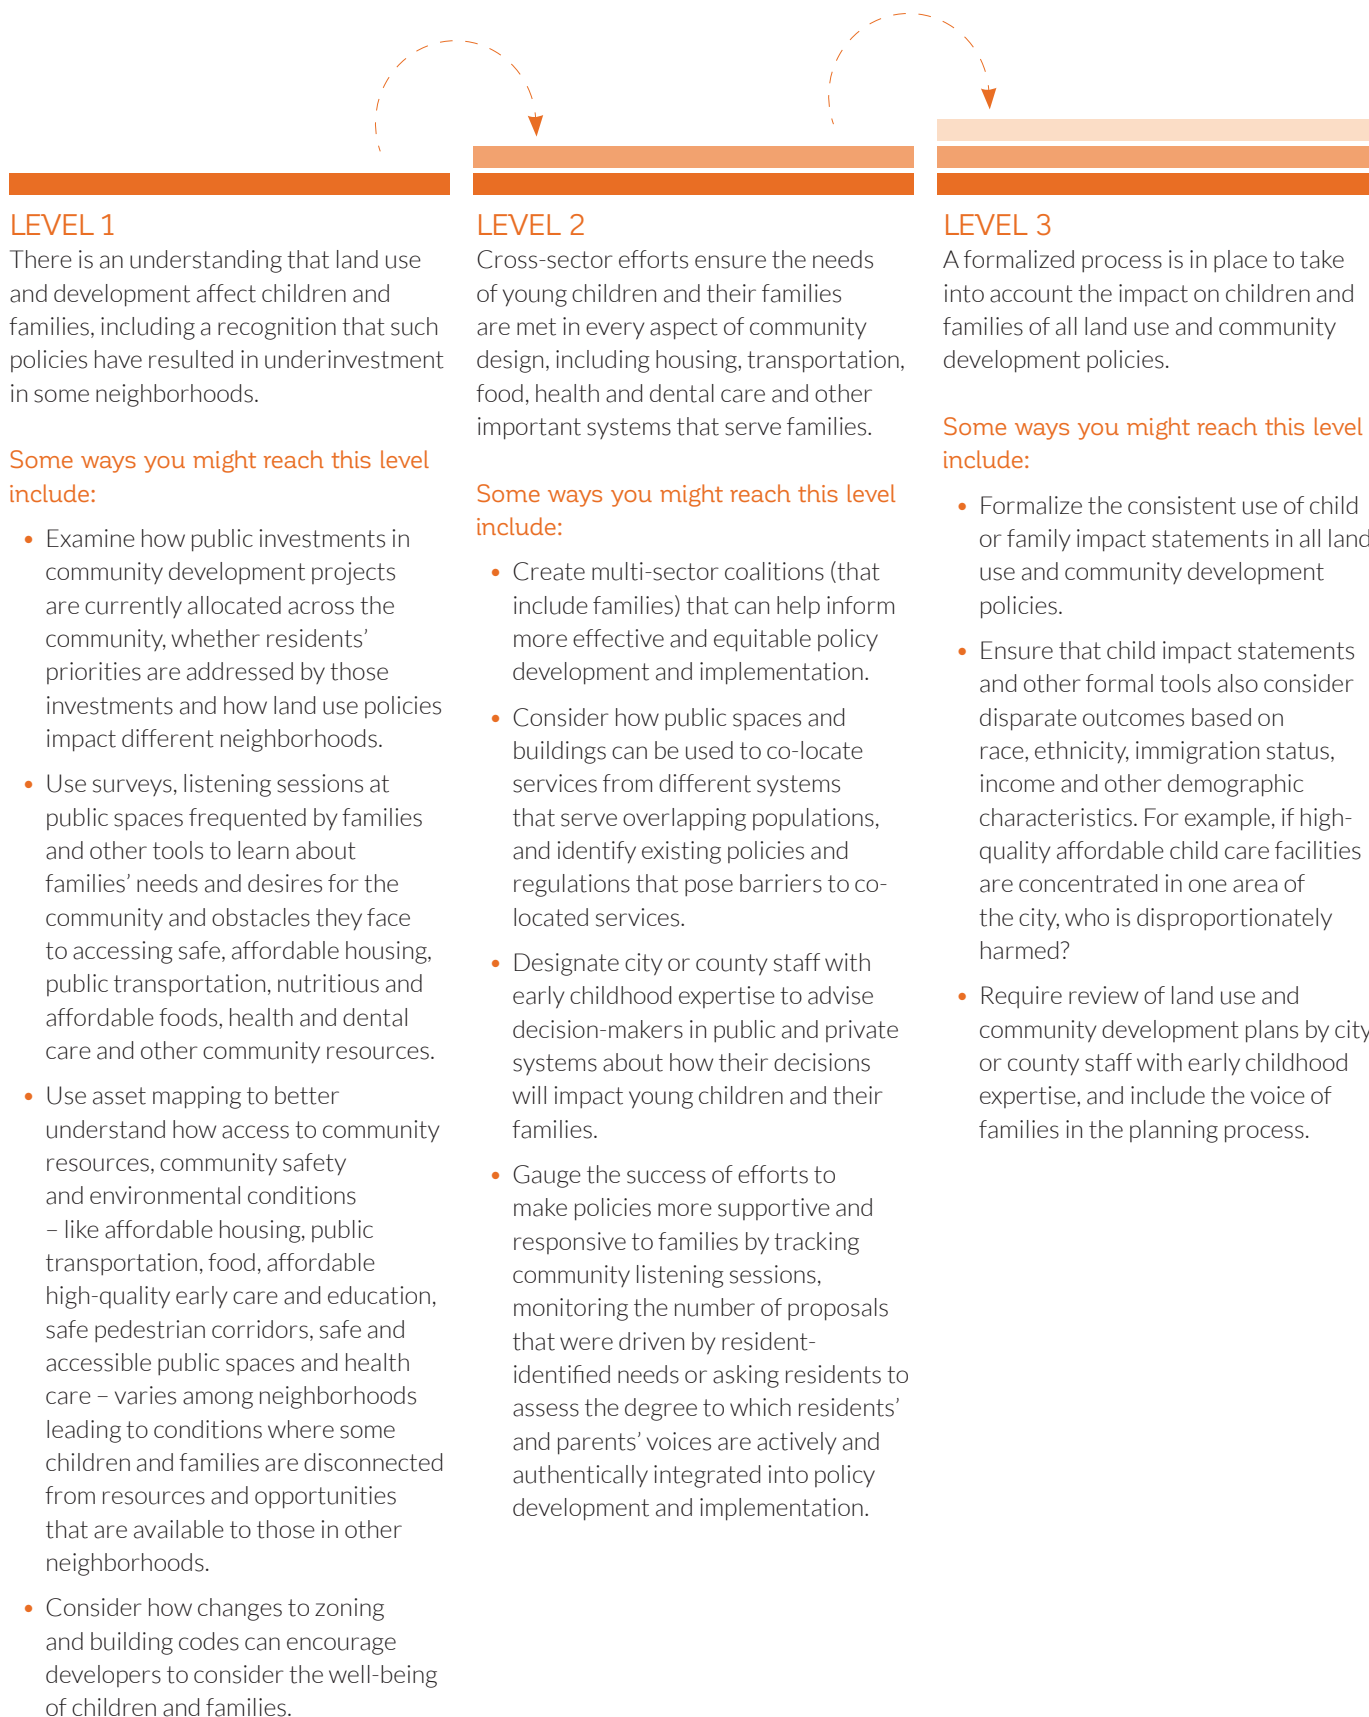 LEVEL 1
There is an understanding that land use
and development affect children and
families, including a recognition that such
policies have resulted in underinvestment
in some neighborhoods.
Some ways you might reach this level
include:
• Examine how public investments in
community development projects
are currently allocated across the
community, whether residents’
priorities are addressed by those
investments and how land use policies
impact different neighborhoods.
• Use surveys, listening sessions at
public spaces frequented by families
and other tools to learn about
families’ needs and desires for the
community and obstacles they face
to accessing safe, affordable housing,
public transportation, nutritious and
affordable foods, health and dental
care and other community resources.
• Use asset mapping to better
understand how access to community
resources, community safety
and environmental conditions
– like affordable housing, public
transportation, food, affordable
high-quality early care and education,
safe pedestrian corridors, safe and
accessible public spaces and health
care – varies among neighborhoods
leading to conditions where some
children and families are disconnected
from resources and opportunities
that are available to those in other
neighborhoods.
• Consider how changes to zoning
and building codes can encourage
developers to consider the well-being
of children and families.
LEVEL 2
Cross-sector efforts ensure the needs
of young children and their families
are met in every aspect of community
design, including housing, transportation,
food, health and dental care and other
important systems that serve families.
Some ways you might reach this level
include:
• Create multi-sector coalitions (that
include families) that can help inform
more effective and equitable policy
development and implementation.
• Consider how public spaces and
buildings can be used to co-locate
services from different systems
that serve overlapping populations,
and identify existing policies and
regulations that pose barriers to co-
located services.
• Designate city or county staff with
early childhood expertise to advise
decision-makers in public and private
systems about how their decisions
will impact young children and their
families.
• Gauge the success of efforts to
make policies more supportive and
responsive to families by tracking
community listening sessions,
monitoring the number of proposals
that were driven by resident-
identified needs or asking residents to
assess the degree to which residents’
and parents’ voices are actively and
authentically integrated into policy
development and implementation.
LEVEL 3
A formalized process is in place to take
into account the impact on children and
families of all land use and community
development policies.
Some ways you might reach this level
include:
• Formalize the consistent use of child
or family impact statements in all land
use and community development
policies.
• Ensure that child impact statements
and other formal tools also consider
disparate outcomes based on
race, ethnicity, immigration status,
income and other demographic
characteristics. For example, if high-
quality affordable child care facilities
are concentrated in one area of
the city, who is disproportionately
harmed?
• Require review of land use and
community development plans by city
or county staff with early childhood
expertise, and include the voice of
families in the planning process.